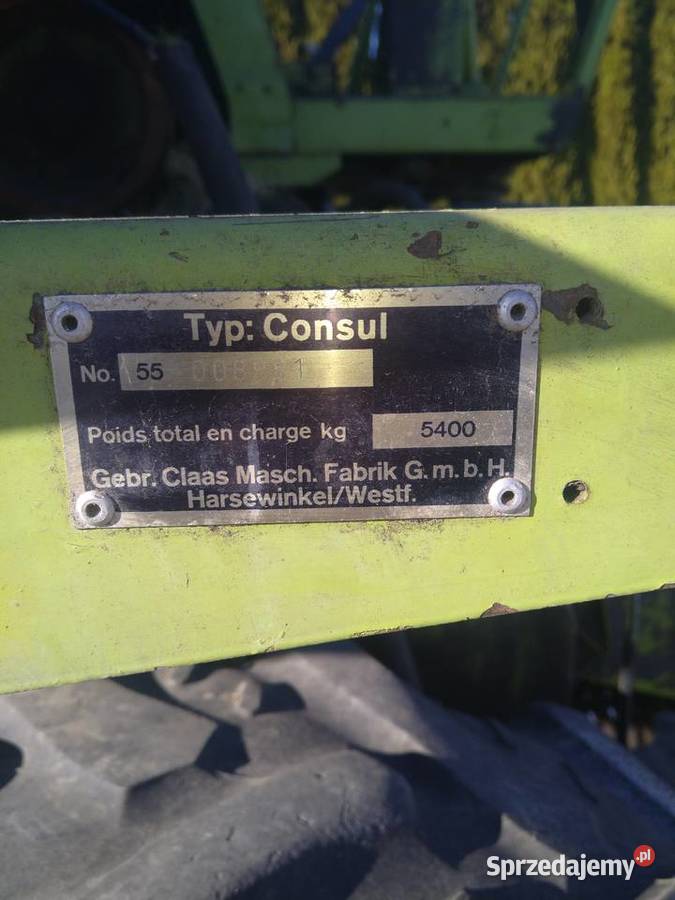 Typ: Consul
No. 55
Poids total en charge kg 5400
Gebr. Claas Masch. Fabrik G.m.b.H.
Harsewinkel/Westf.
Sprzedajemy.pl